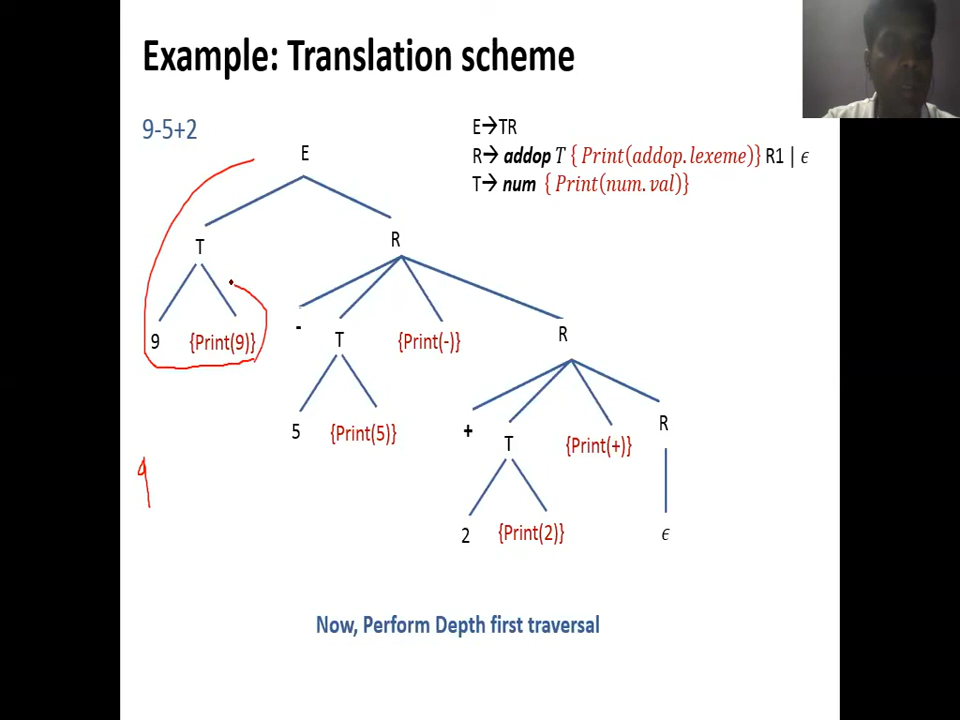 Example: Translation scheme
9-5+2
E→TR
R→ addop T { Print(addop.lexeme)} R1 | ϵ
T→ num { Print(num.val)}
E
T R
9 {Print(9)} - T {Print(-)} R
5 {Print(5)} + T {Print(+)} R
2 {Print(2)} ϵ
9
Now, Perform Depth first traversal